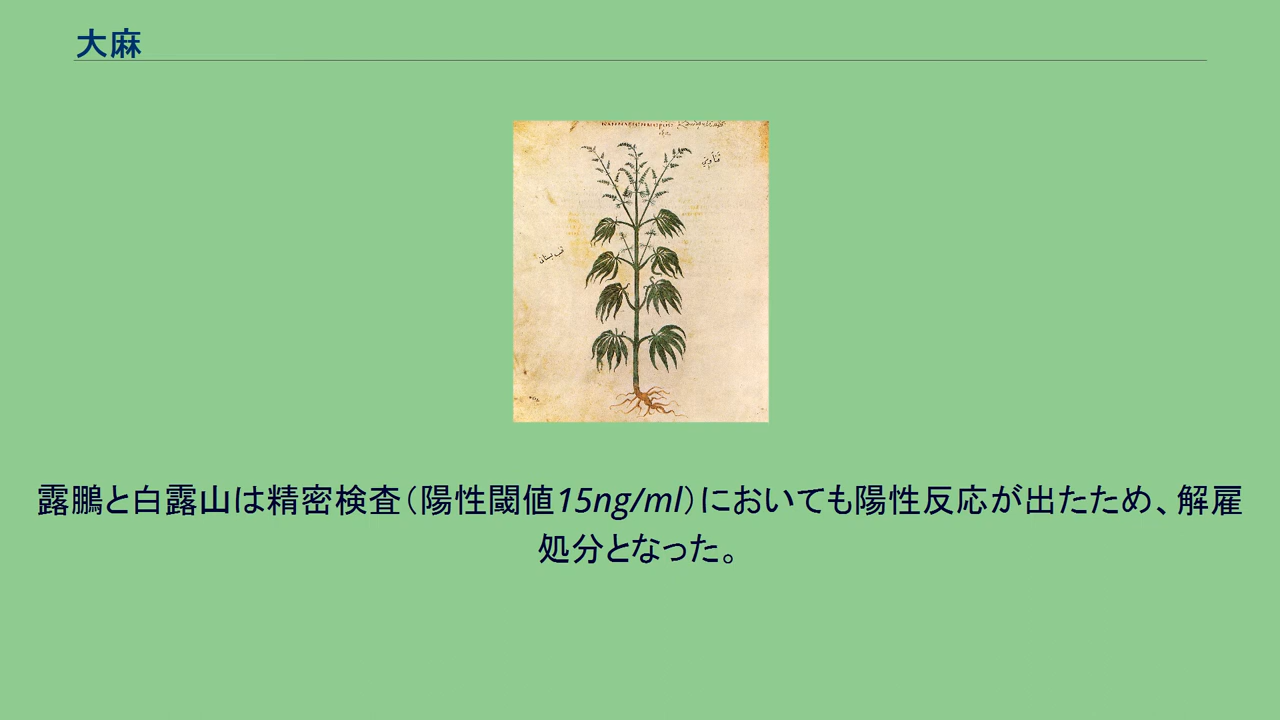 大麻
露鵬と白露山は精密検査（陽性閾値15ng/ml）においても陽性反応が出たため、解雇
処分となった。